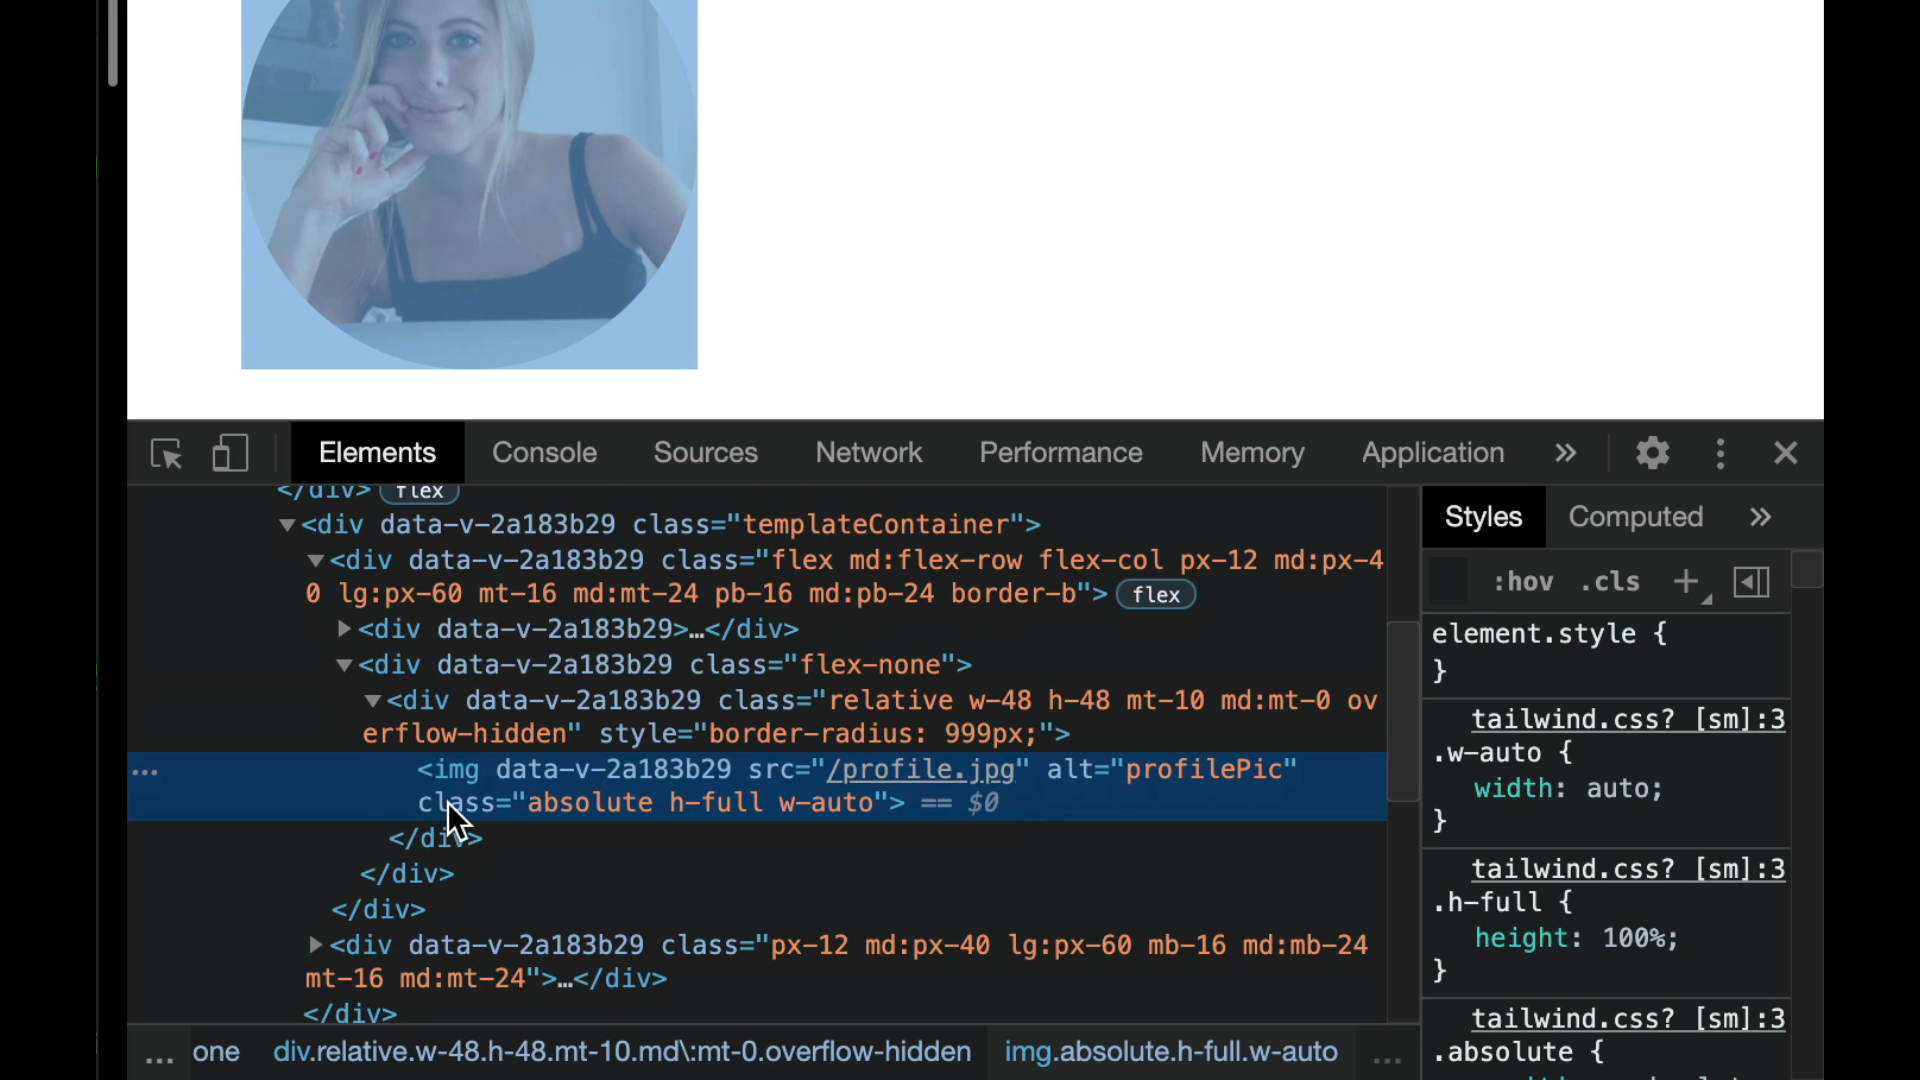 Elements Console Sources Network Performance Memory Application »
</div> flex
▼<div data-v-2a183b29 class="templateContainer">
▼<div data-v-2a183b29 class="flex md:flex-row flex-col px-12 md:px-4
0 lg:px-60 mt-16 md:mt-24 pb-16 md:pb-24 border-b"> flex
▶<div data-v-2a183b29>…</div>
▼<div data-v-2a183b29 class="flex-none">
▼<div data-v-2a183b29 class="relative w-48 h-48 mt-10 md:mt-0 ov
erflow-hidden" style="border-radius: 999px;">
… <img data-v-2a183b29 src="/profile.jpg" alt="profilePic"
class="absolute h-full w-auto"> == $0
</div>
</div>
</div>
▶<div data-v-2a183b29 class="px-12 md:px-40 lg:px-60 mb-16 md:mb-24
mt-16 md:mt-24">…</div>
</div>
… one div.relative.w-48.h-48.mt-10.md\:mt-0.overflow-hidden img.absolute.h-full.w-auto …
Styles Computed »
:hov .cls +
element.style {
}
tailwind.css? [sm]:3
.w-auto {
width: auto;
}
tailwind.css? [sm]:3
.h-full {
height: 100%;
}
tailwind.css? [sm]:3
.absolute {